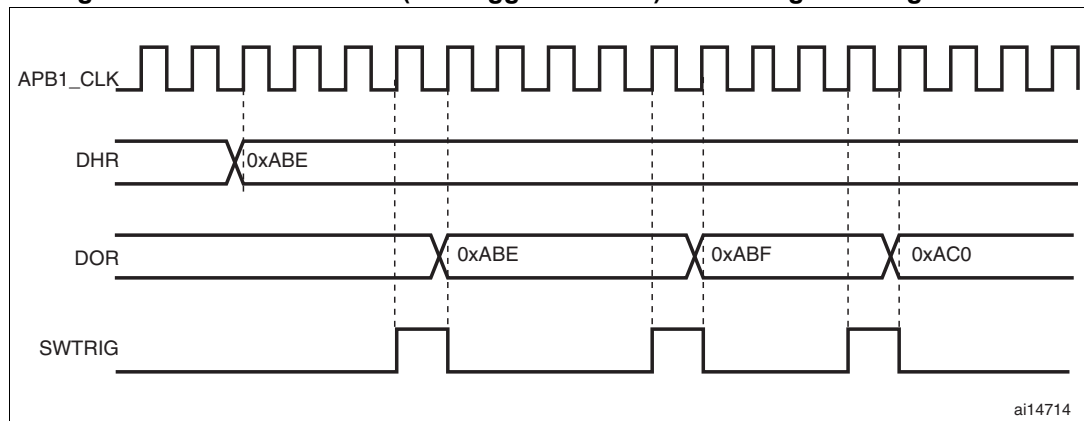 APB1_CLK
DHR
0xABE
DOR
0xABE
0xABF
0xAC0
SWTRIG
ai14714